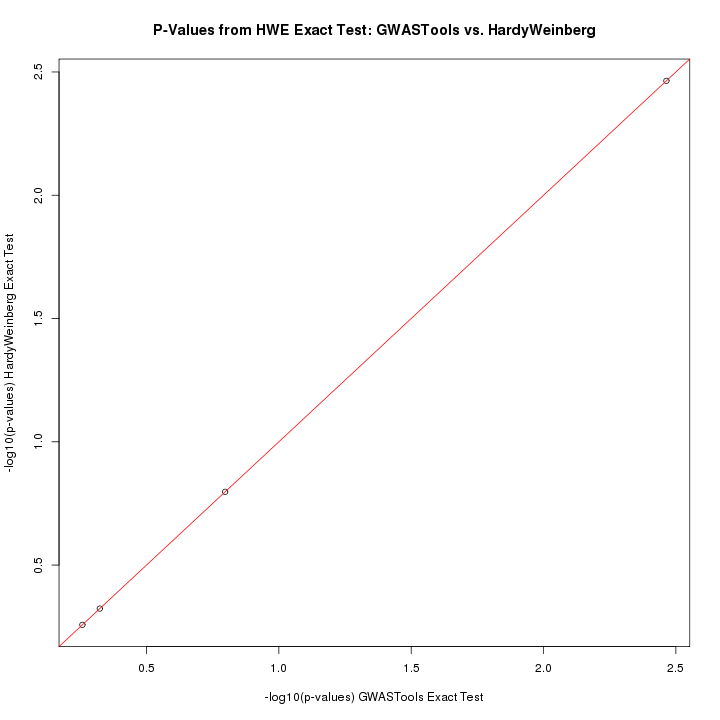 P-Values from HWE Exact Test: GWASTools vs. HardyWeinberg
-log10(p-values) HardyWeinberg Exact Test
2.5
2.0
1.5
1.0
0.5
0.5 1.0 1.5 2.0 2.5
-log10(p-values) GWASTools Exact Test